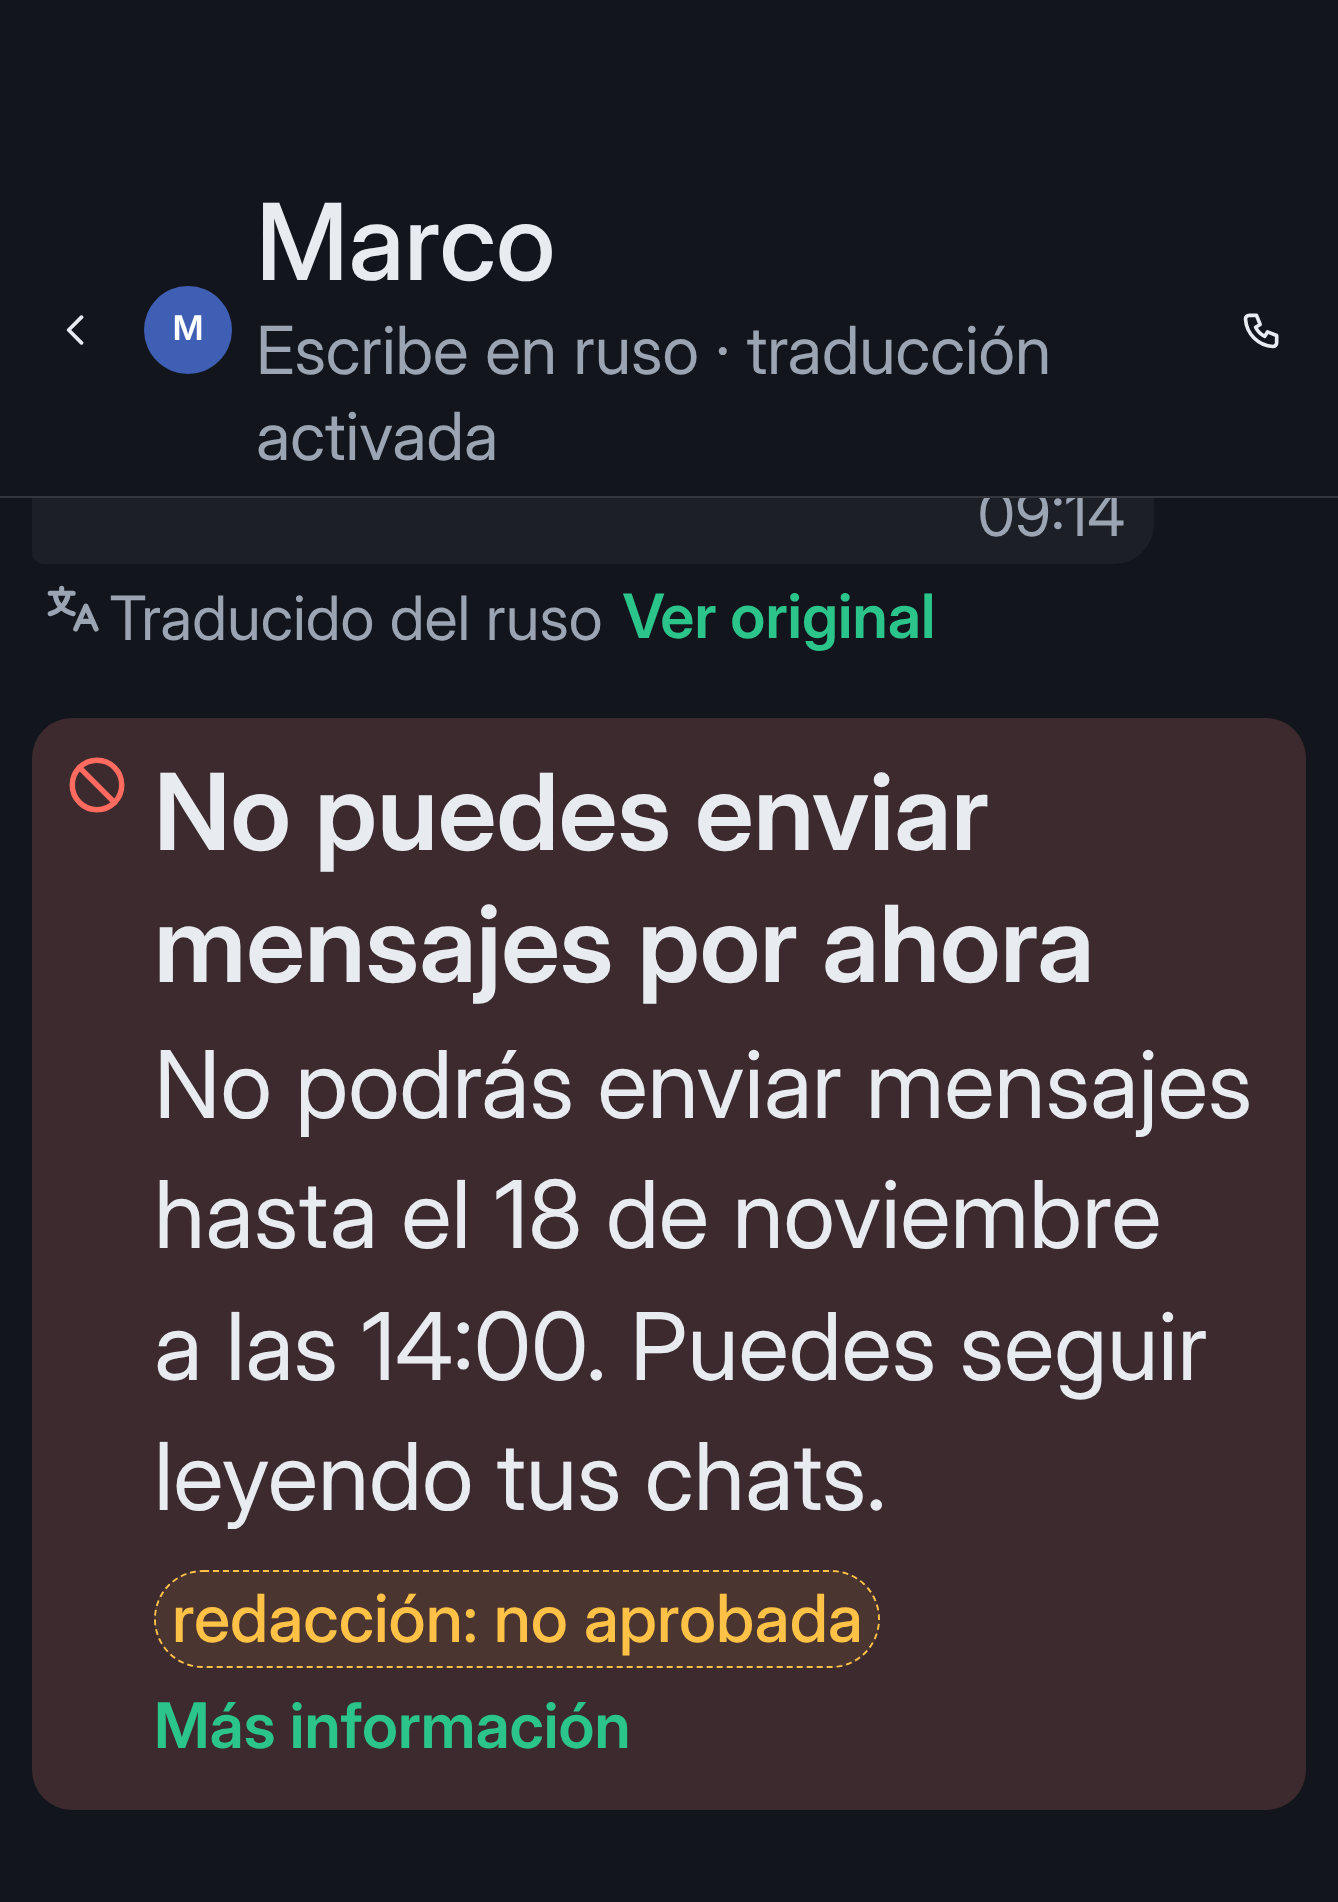 Marco
M
Escribe en ruso · traducción
activada
09:14
Traducido del ruso Ver original
No puedes enviar
mensajes por ahora
No podrás enviar mensajes
hasta el 18 de noviembre
a las 14:00. Puedes seguir
leyendo tus chats.
redacción: no aprobada
Más información